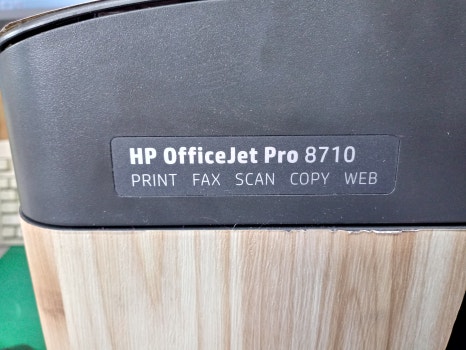 HP OfficeJet Pro 8710
PRINT FAX SCAN COPY WEB